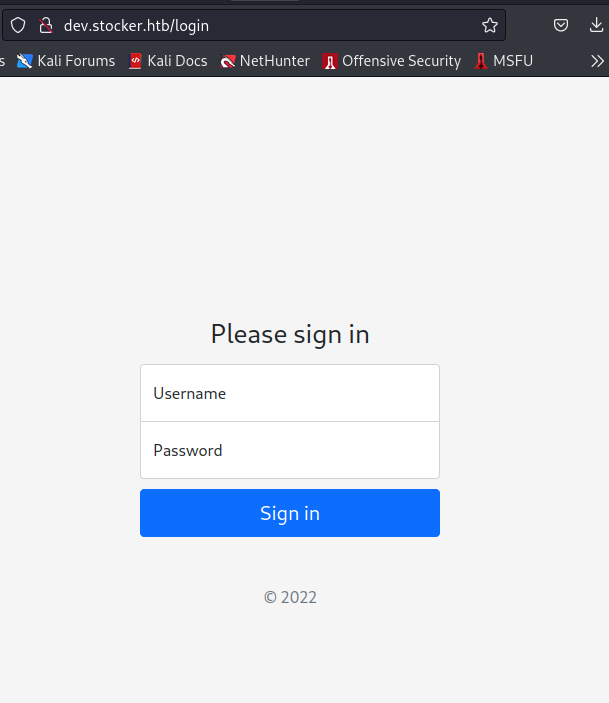 dev.stocker.htb/login
s Kali Forums Kali Docs NetHunter Offensive Security MSFU
Please sign in
Username
Password
Sign in
© 2022